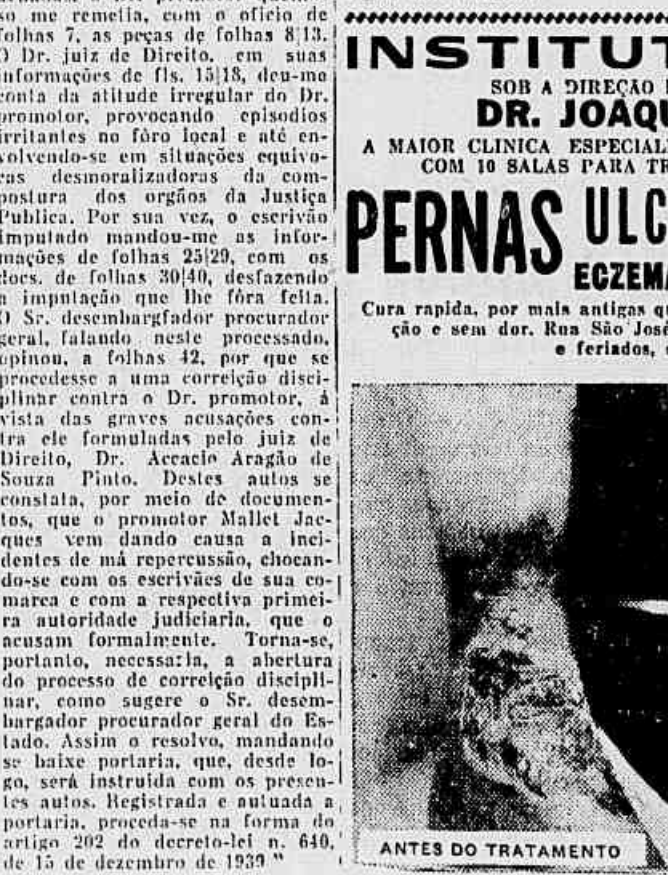 so me remetia, com o oficio de
folhas 7, as peças de folhas 8|13.
O Dr. juiz de Direito, em suas
informações de fls. 15|18, deu-me
conta da atitude irregular do Dr.
promotor, provocando episodios
irritantes no fôro local e até en-
volvendo-se em situações equivo-
cas desmoralizadoras da com-
postura dos orgãos da Justiça
Publica. Por sua vez, o escrivão
imputado mandou-me as infor-
mações de folhas 25|29, com os
docs. de folhas 30|40, desfazendo
a imputação que lhe fôra feita.
O Sr. desembargfador procurador
geral, falando neste processado,
opinou, a folhas 42, por que se
procedesse a uma correição disci-
plinar contra o Dr. promotor, á
vista das graves acusações con-
tra ele formuladas pelo juiz de
Direito, Dr. Accacio Aragão de
Souza Pinto. Destes autos se
constata, por meio de documen-
tos, que o promotor Mallet Jac-
ques vem dando causa a inci-
dentes de má repercussão, chocan-
do-se com os escrivães de sua co-
marca e com a respectiva primei-
ra autoridade judiciaria, que o
acusam formalmente. Torna-se,
portanto, necessaria, a abertura
do processo de correição discipli-
nar, como sugere o Sr. desem-
bargador procurador geral do Es-
tado. Assim o resolvo, mandando
se baixe portaria, que, desde lo-
go, será instruida com os presen-
tes autos. Registrada e autuada a
portaria, proceda-se na forma do
artigo 202 do decreto-lei n. 640,
de 15 de dezembro de 1939"
INSTITUT
SOB A DIREÇÃO
DR. JOAQU
A MAIOR CLINICA ESPECIAL
COM 10 SALAS PARA TR
PERNAS ULC
ECZEMA
Cura rapida, por mais antigas qu
ção e sem dor. Rua São José
e feriados,
ANTES DO TRATAMENTO